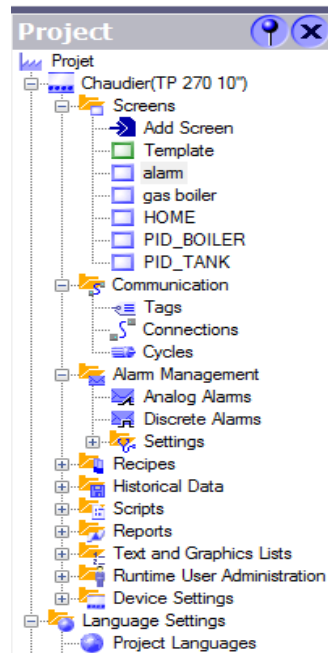 Project
Projet
Chaudier(TP 270 10")
Screens
Add Screen
Template
alarm
gas boiler
HOME
PID_BOILER
PID_TANK
Communication
Tags
Connections
Cycles
Alarm Management
Analog Alarms
Discrete Alarms
Settings
Recipes
Historical Data
Scripts
Reports
Text and Graphics Lists
Runtime User Administration
Device Settings
Language Settings
Project Languages